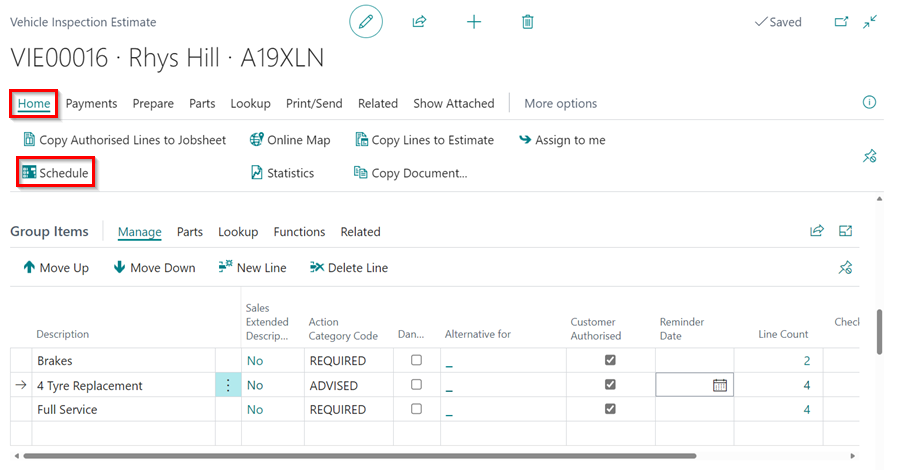 Vehicle Inspection Estimate
Saved
VIE00016 · Rhys Hill · A19XLN
Home Payments Prepare Parts Lookup Print/Send Related Show Attached More options
Copy Authorised Lines to Jobsheet Online Map Copy Lines to Estimate Assign to me
Schedule Statistics Copy Document...
Group Items Manage Parts Lookup Functions Related
Move Up Move Down New Line Delete Line
Sales
Extended Action Customer Reminder
Description Descrip... Category Code Dan... Alternative for Authorised Date Line Count Check
Brakes No REQUIRED _ 2
4 Tyre Replacement No ADVISED _ 4
Full Service No REQUIRED _ 4